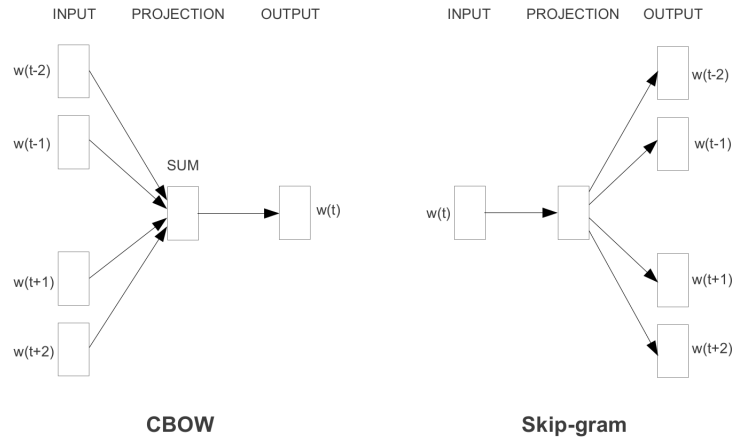 INPUT PROJECTION OUTPUT
w(t-2)
w(t-1)
SUM
w(t)
w(t+1)
w(t+2)
CBOW
INPUT PROJECTION OUTPUT
w(t-2)
w(t-1)
w(t)
w(t+1)
w(t+2)
Skip-gram